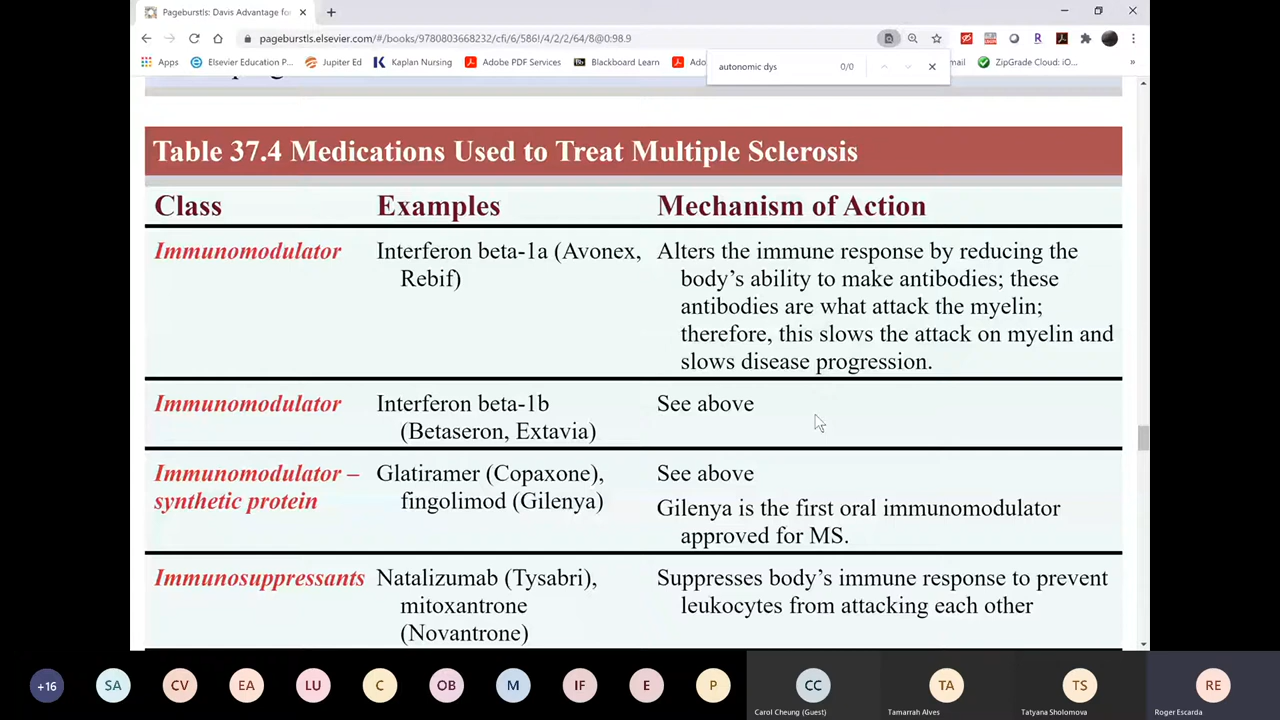 Pageburstls: Davis Advantage for
pageburstls.elsevier.com/#/books/9780803668232/cfi/6/586!/4/2/2/64/8@0:98.9
Apps Elsevier Education P... Jupiter Ed Kaplan Nursing Adobe PDF Services Blackboard Learn mail ZipGrade Cloud: iO...
autonomic dys 0/0
Table 37.4 Medications Used to Treat Multiple Sclerosis
Class Examples Mechanism of Action
Immunomodulator Interferon beta-1a (Avonex, Alters the immune response by reducing the
Rebif) body’s ability to make antibodies; these
antibodies are what attack the myelin;
therefore, this slows the attack on myelin and
slows disease progression.
Immunomodulator Interferon beta-1b See above
(Betaseron, Extavia)
Immunomodulator – Glatiramer (Copaxone), See above
synthetic protein fingolimod (Gilenya) Gilenya is the first oral immunomodulator
approved for MS.
Immunosuppressants Natalizumab (Tysabri), Suppresses body’s immune response to prevent
mitoxantrone leukocytes from attacking each other
(Novantrone)
+16 SA CV EA LU C OB M IF E P CC TA TS RE
Carol Cheung (Guest) Tamarrah Alves Tatyana Sholomova Roger Escarda